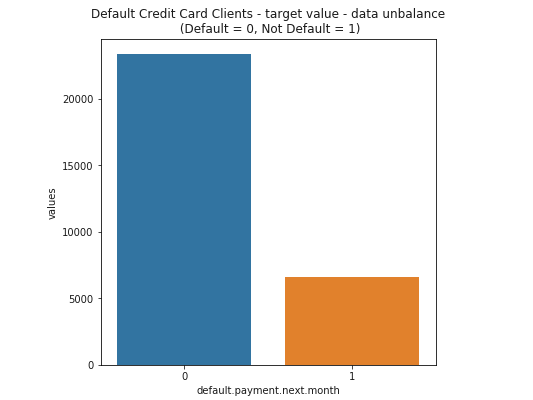 Default Credit Card Clients - target value - data unbalance
(Default = 0, Not Default = 1)
20000
15000
10000
5000
0
values
0 1
default.payment.next.month